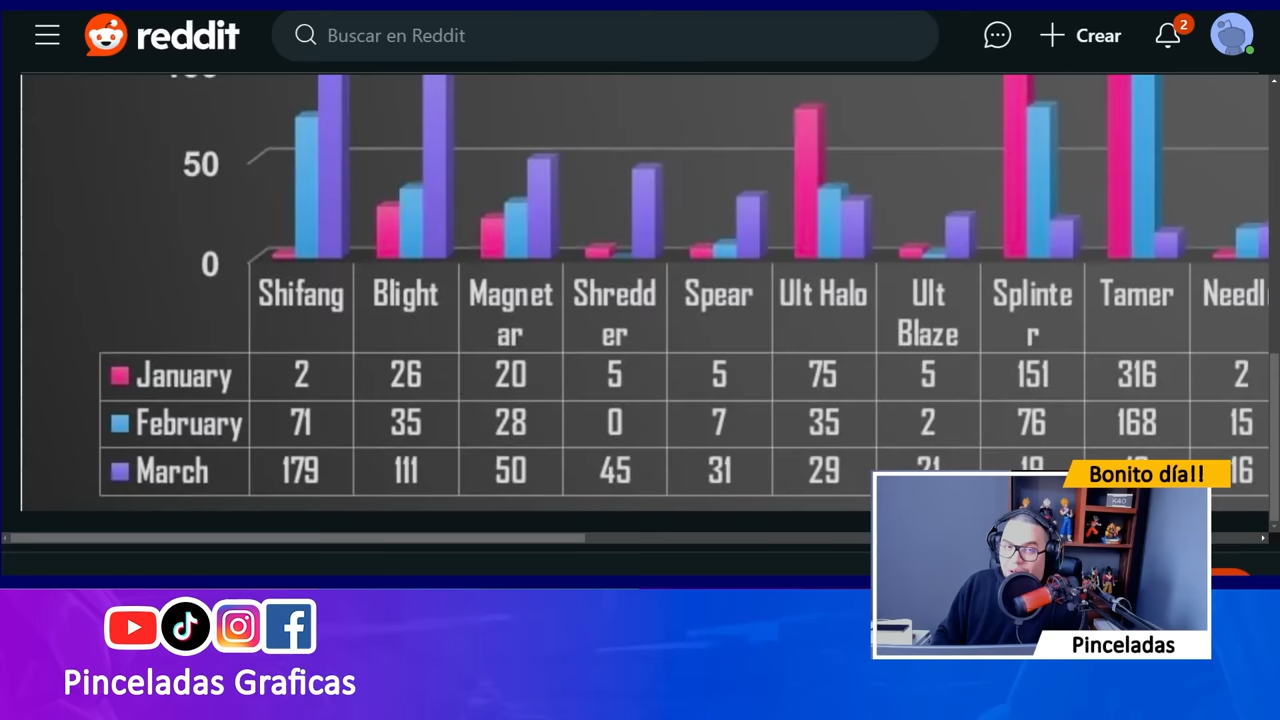 reddit Buscar en Reddit Crear 2
50
0
Shifang Blight Magnet Shredd Spear Ult Halo Ult Splinte Tamer Needl
ar er Blaze r
January 2 26 20 5 5 75 5 151 316 2
February 71 35 28 0 7 35 2 76 168 15
March 179 111 50 45 31 29 21 16
Bonito día!!
K40
Pinceladas
Pinceladas Graficas